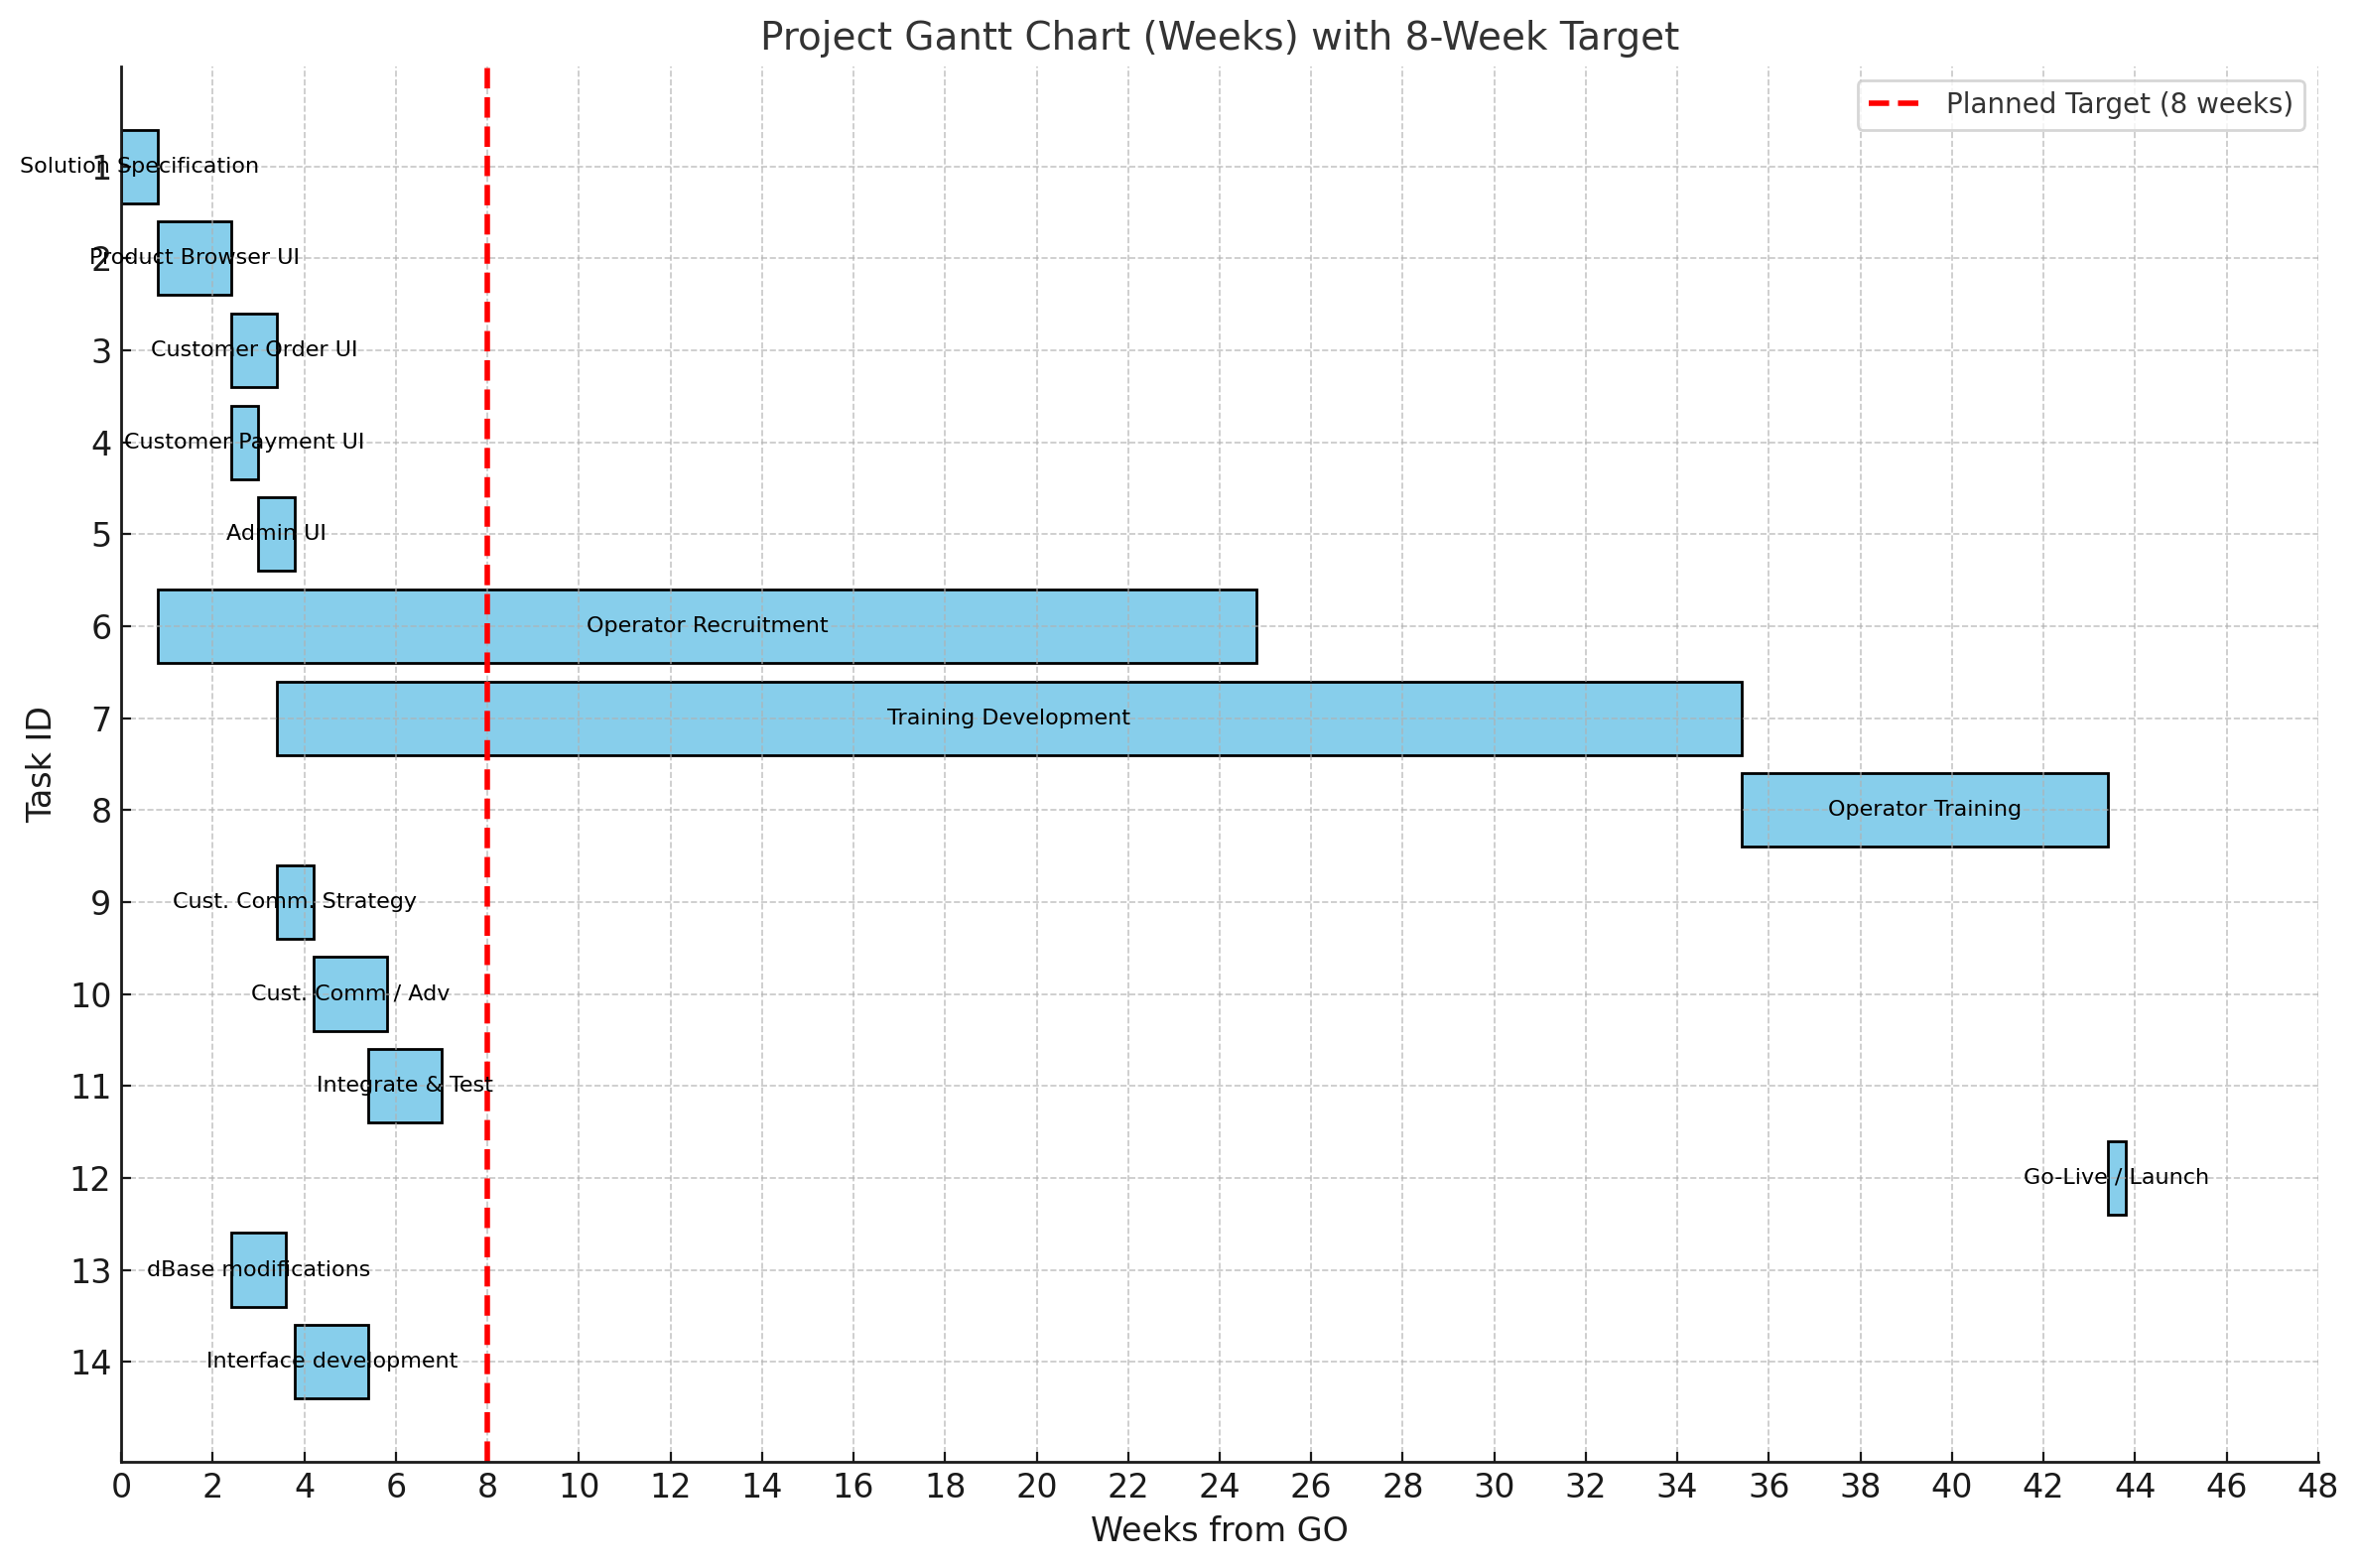 Project Gantt Chart (Weeks) with 8-Week Target
Planned Target (8 weeks)
Task ID
1 Solution Specification
2 Product Browser UI
3 Customer Order UI
4 Customer Payment UI
5 Admin UI
6 Operator Recruitment
7 Training Development
8 Operator Training
9 Cust. Comm. Strategy
10 Cust. Comm / Adv
11 Integrate & Test
12 Go-Live / Launch
13 dBase modifications
14 Interface development
0 2 4 6 8 10 12 14 16 18 20 22 24 26 28 30 32 34 36 38 40 42 44 46 48
Weeks from GO